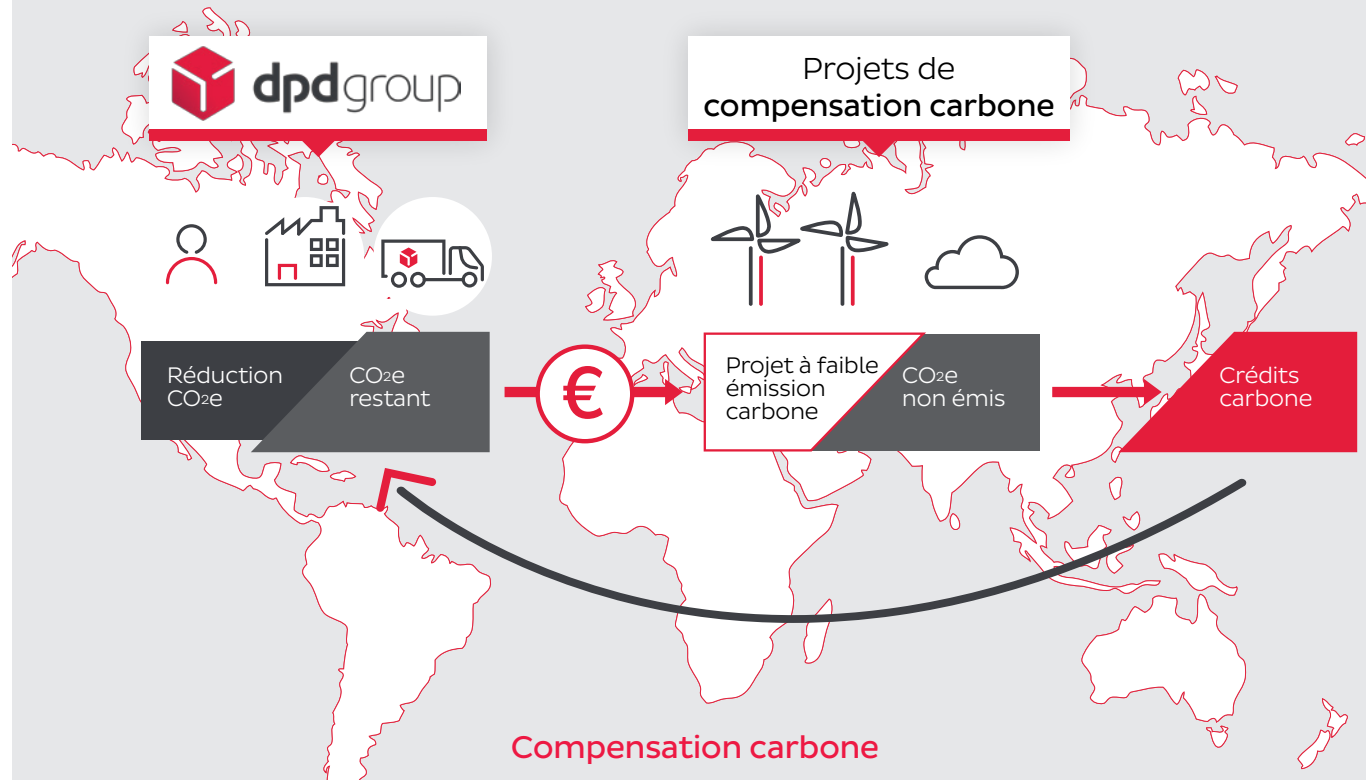 dpdgroup
Projets de
compensation carbone
Réduction
CO2e
CO2e
restant
€
Projet à faible
émission
carbone
CO2e
non émis
Crédits
carbone
Compensation carbone